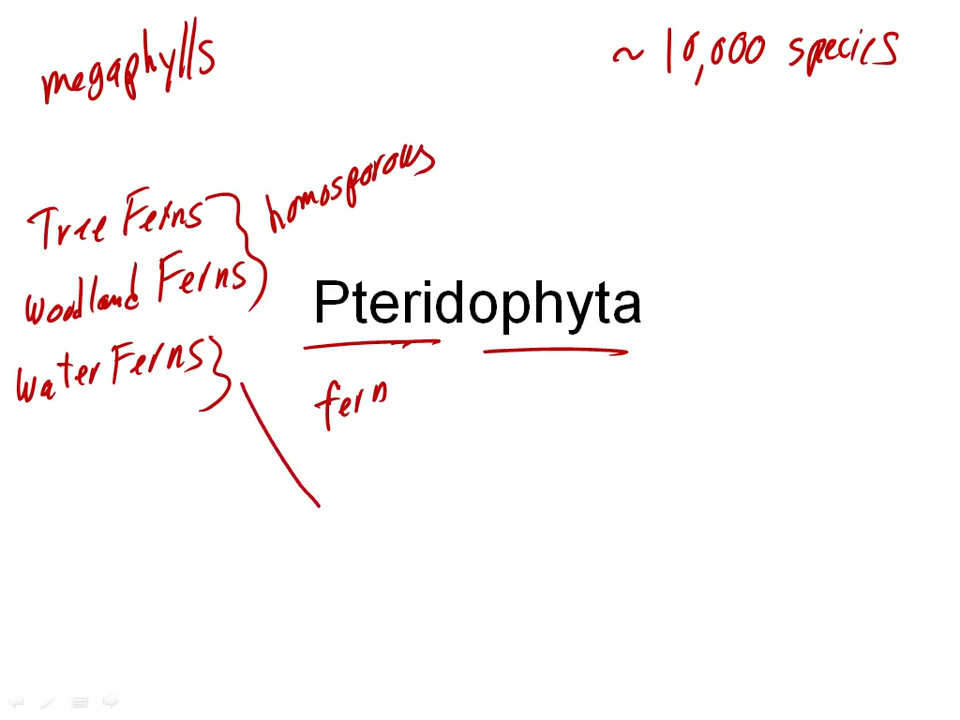 megaphylls
~ 10,000 species
homosporous
Tree Ferns
Woodland Ferns
Pteridophyta
Water Ferns
fern